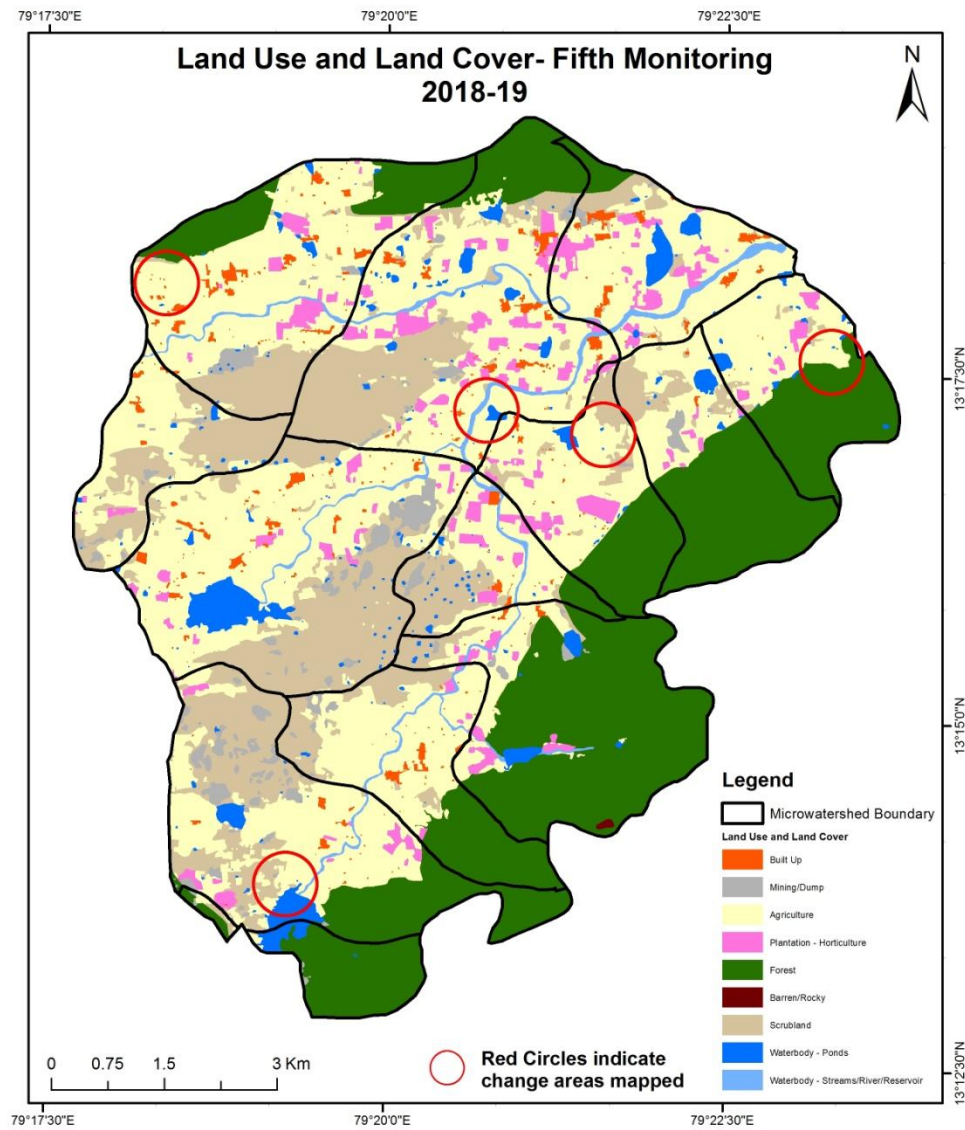 79°17'30"E
79°20'0"E
79°22'30"E
Land Use and Land Cover- Fifth Monitoring
2018-19
N
13°17'30"N
13°15'0"N
13°12'30"N
Legend
Microwatershed Boundary
Land Use and Land Cover
Built Up
Mining/Dump
Agriculture
Plantation - Horticulture
Forest
Barren/Rocky
Scrubland
Waterbody - Ponds
Waterbody - Streams/River/Reservoir
0 0.75 1.5 3 Km
Red Circles indicate
change areas mapped
79°17'30"E
79°20'0"E
79°22'30"E